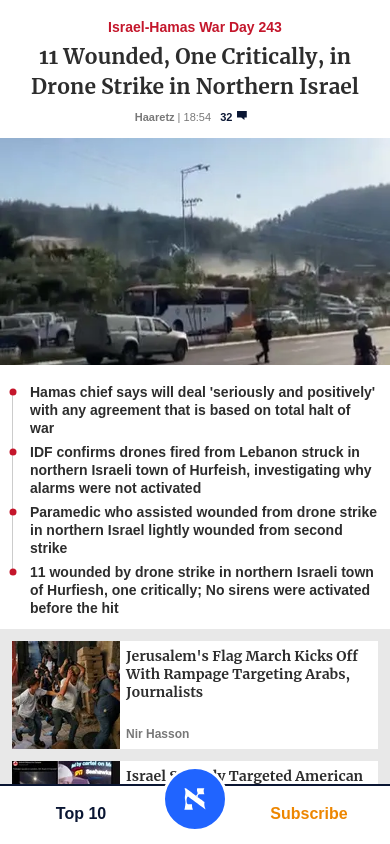 Israel-Hamas War Day 243
11 Wounded, One Critically, in
Drone Strike in Northern Israel
Haaretz | 18:54 32
Hamas chief says will deal 'seriously and positively'
with any agreement that is based on total halt of
war
IDF confirms drones fired from Lebanon struck in
northern Israeli town of Hurfeish, investigating why
alarms were not activated
Paramedic who assisted wounded from drone strike
in northern Israel lightly wounded from second
strike
11 wounded by drone strike in northern Israeli town
of Hurfiesh, one critically; No sirens were activated
before the hit
Jerusalem's Flag March Kicks Off
With Rampage Targeting Arabs,
Journalists
Nir Hasson
Israel Targeted American
Top 10
Subscribe